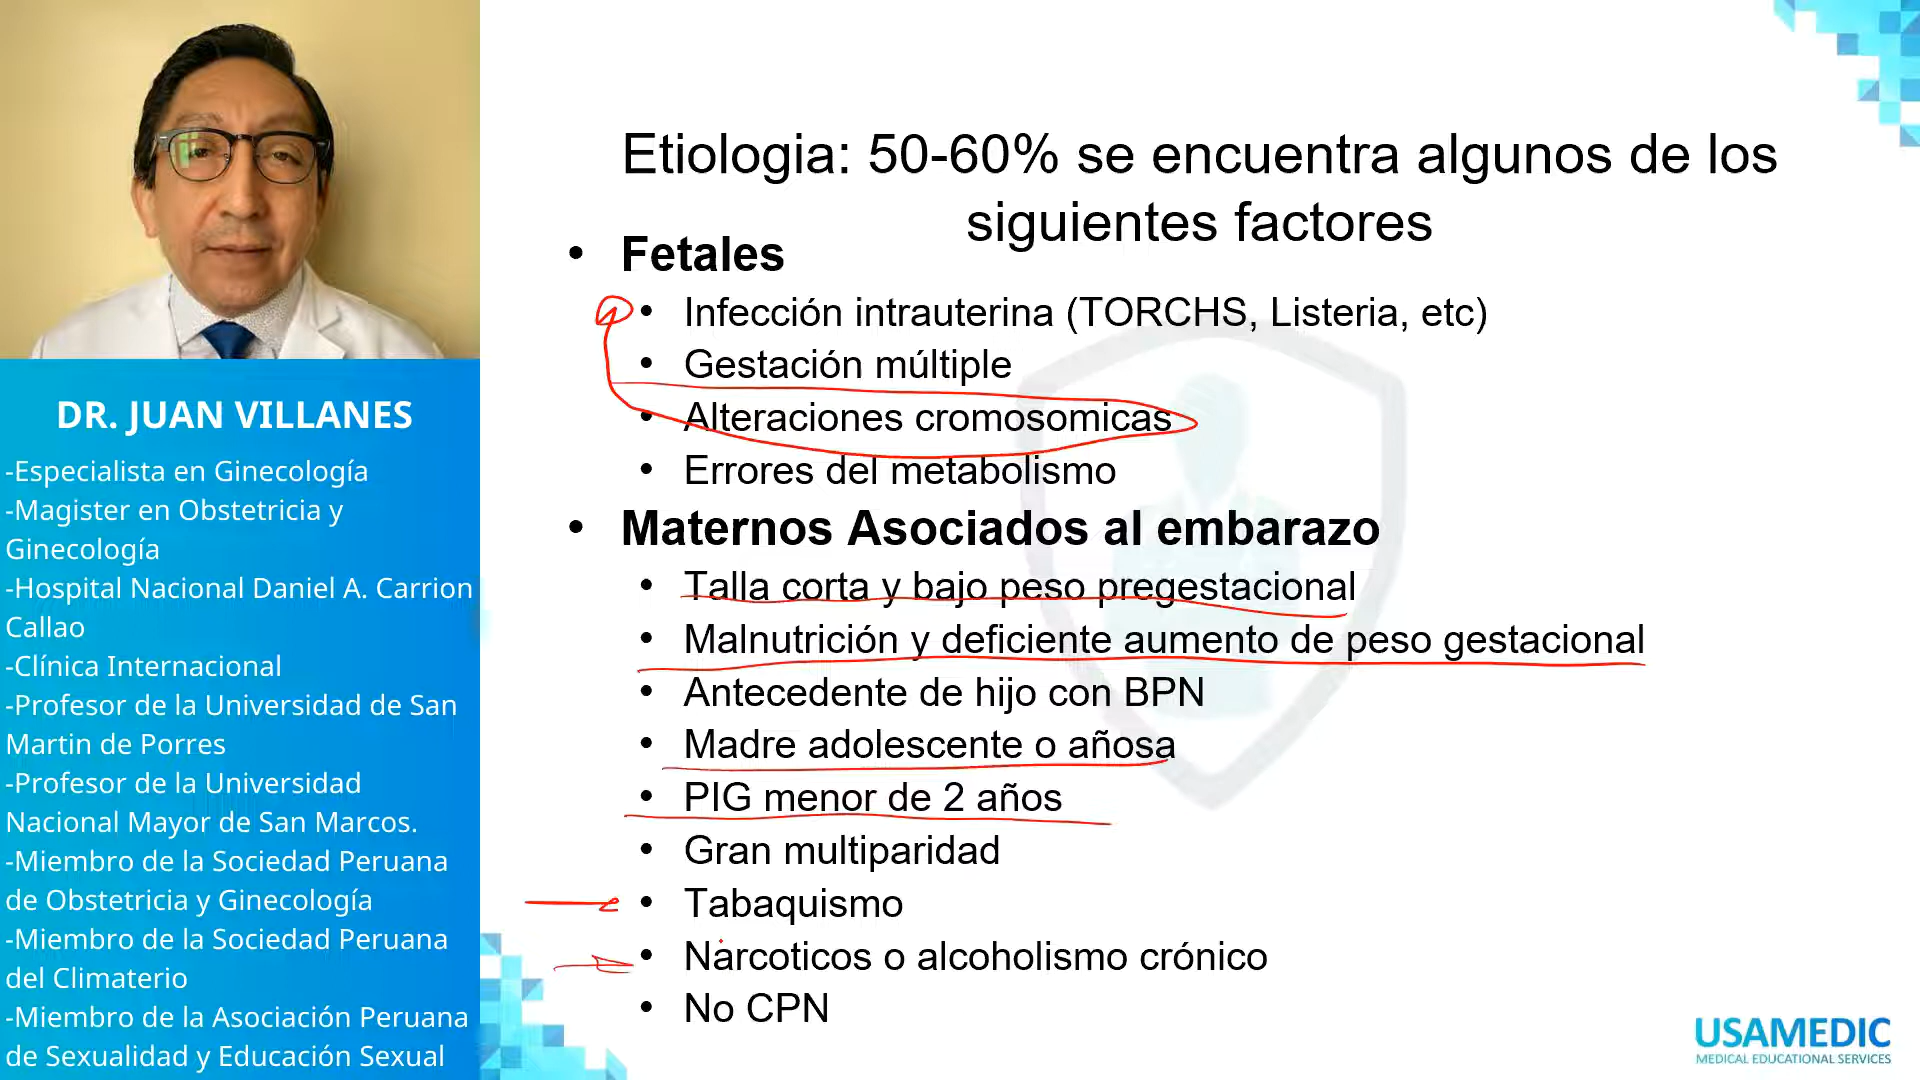 DR. JUAN VILLANES
-Especialista en Ginecología
-Magister en Obstetricia y
Ginecología
-Hospital Nacional Daniel A. Carrion
Callao
-Clínica Internacional
-Profesor de la Universidad de San
Martin de Porres
-Profesor de la Universidad
Nacional Mayor de San Marcos.
-Miembro de la Sociedad Peruana
de Obstetricia y Ginecología
-Miembro de la Sociedad Peruana
del Climaterio
-Miembro de la Asociación Peruana
de Sexualidad y Educación Sexual
Etiologia: 50-60% se encuentra algunos de los
siguientes factores
• Fetales
• Infección intrauterina (TORCHS, Listeria, etc)
• Gestación múltiple
• Alteraciones cromosomicas
• Errores del metabolismo
• Maternos Asociados al embarazo
• Talla corta y bajo peso pregestacional
• Malnutrición y deficiente aumento de peso gestacional
• Antecedente de hijo con BPN
• Madre adolescente o añosa
• PIG menor de 2 años
• Gran multiparidad
• Tabaquismo
• Narcoticos o alcoholismo crónico
• No CPN
USAMEDIC
MEDICAL EDUCATIONAL SERVICES